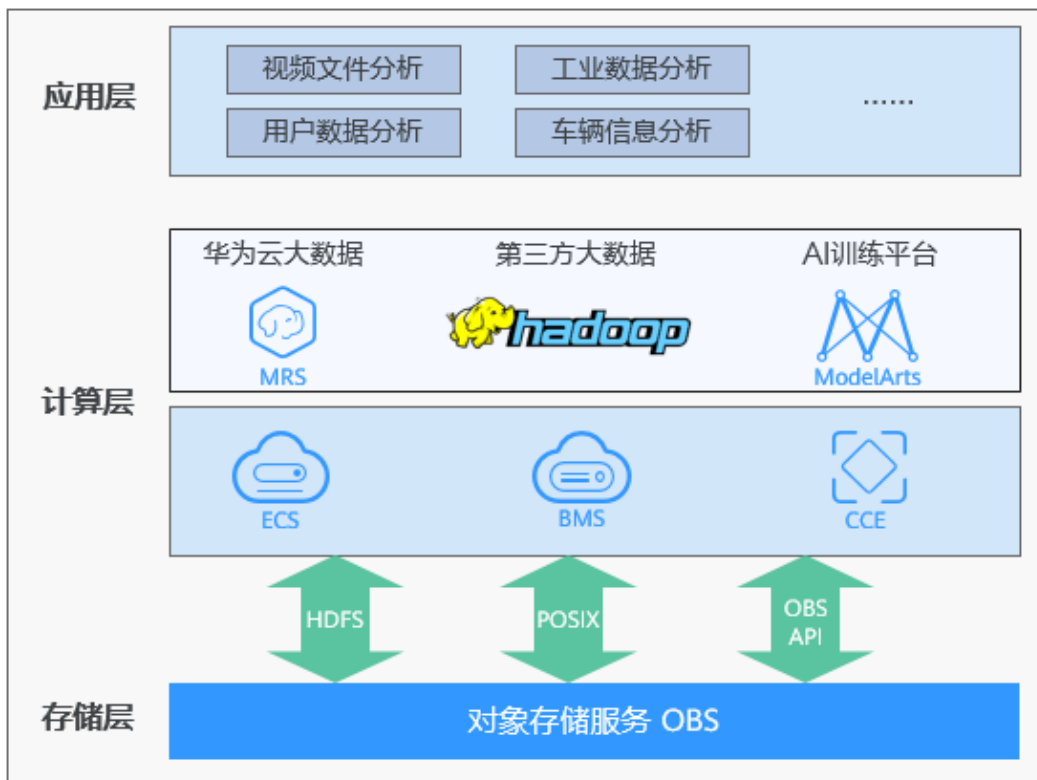 应用层
视频文件分析
工业数据分析
用户数据分析
车辆信息分析
......
计算层
华为云大数据
第三方大数据
AI训练平台
MRS
hadoop
ModelArts
ECS
BMS
CCE
HDFS
POSIX
OBS
API
存储层
对象存储服务 OBS